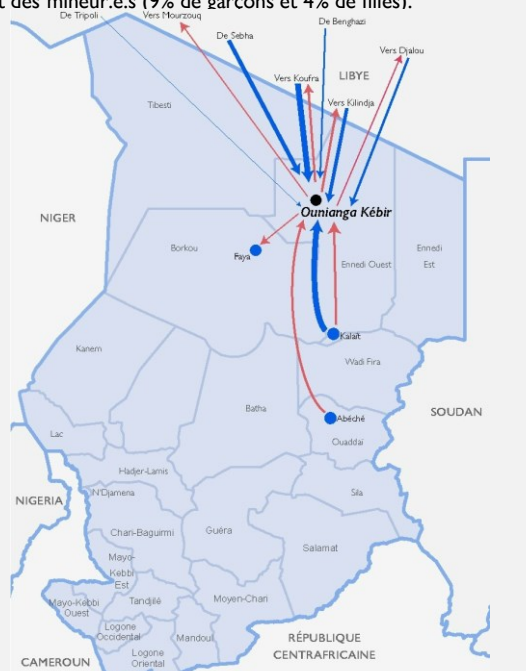 t des mineur.e.s (9% de garçons et 4% de filles).
De Tripoli
Vers Mourzouq
De Sebha
De Benghazi
Vers Djalou
Vers Koufra
LIBYE
Vers Kilindja
Tibesti
NIGER
Ounianga Kébir
Borkou
Faya
Ennedi Ouest
Ennedi
Est
Kalaït
Kanem
Wadi Fira
Batha
Abéché
SOUDAN
Lac
Ouaddaï
Hadjer-Lamis
NIGERIA
N'Djamena
Sila
Chari-Baguirmi
Guéra
Salamat
Mayo-
Kebbi
Est
Mayo-Kebbi
Ouest
Tandjilé
Moyen-Chari
Logone
Occidental
Mandoul
Logone
Oriental
CAMEROUN
RÉPUBLIQUE
CENTRAFRICAINE